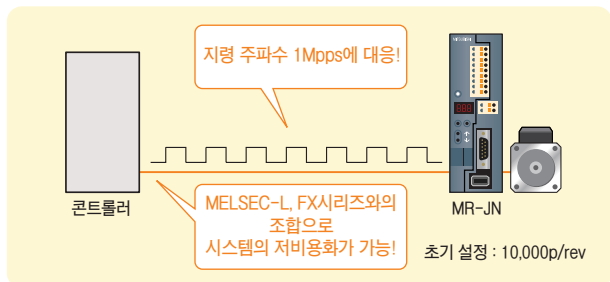 지령 주파수 1Mpps에 대응!
MELSEC-L, FX시리즈와의
조합으로
시스템의 저비용화가 가능!
콘트롤러
MR-JN
초기 설정 : 10,000p/rev